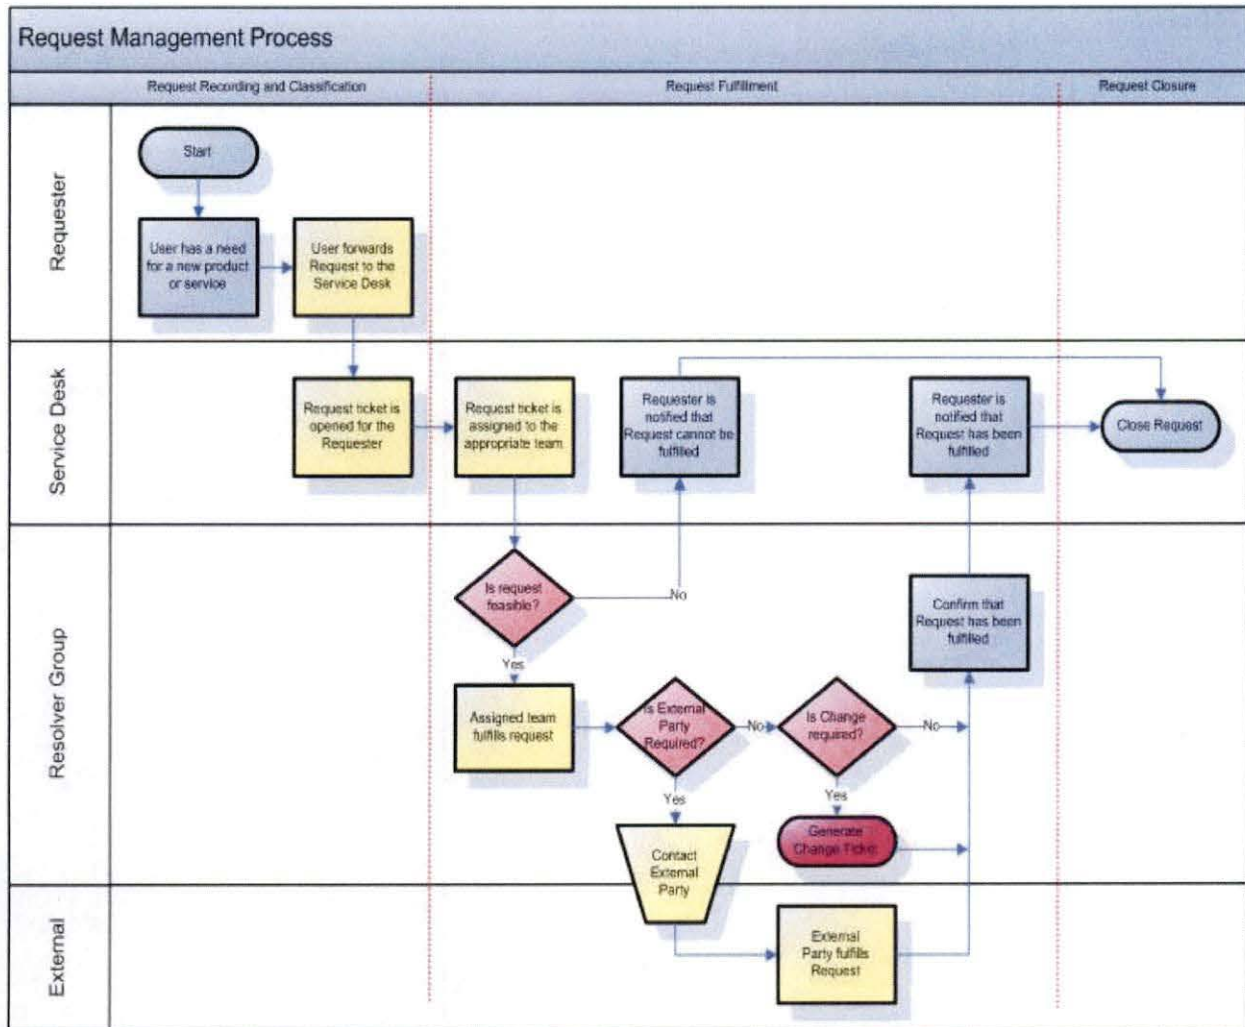 Request Management Process
Request Recording and Classification
Request Fulfillment
Request Closure
Requester
Start
User has a need
for a new product
or service
User forwards
Request to the
Service Desk
Service Desk
Request ticket is
opened for the
Requester
Request ticket is
assigned to the
appropriate team
Requester is
notified that
Request cannot be
fulfilled
Requester is
notified that
Request has been
fulfilled
Close Request
Resolver Group
Is request
feasible?
No
Yes
Confirm that
Request has been
fulfilled
Assigned team
fulfills request
Is External
Party
Required?
No
Is Change
required?
No
Yes
Yes
Contact
External
Party
Generate
Change Ticket
External
External
Party fulfills
Request